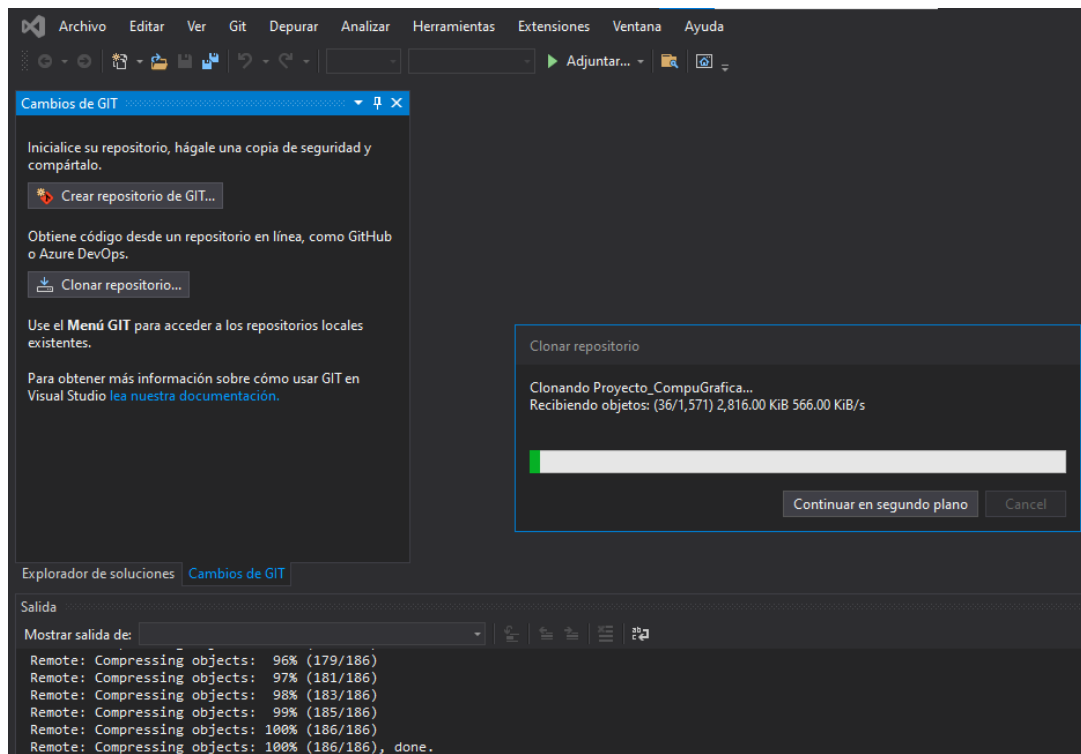 Archivo Editar Ver Git Depurar Analizar Herramientas Extensiones Ventana Ayuda
Adjuntar...
Cambios de GIT
Inicialice su repositorio, hágale una copia de seguridad y
compártalo.
Crear repositorio de GIT...
Obtiene código desde un repositorio en línea, como GitHub
o Azure DevOps.
Clonar repositorio...
Use el Menú GIT para acceder a los repositorios locales
existentes.
Para obtener más información sobre cómo usar GIT en
Visual Studio lea nuestra documentación.
Clonar repositorio
Clonando Proyecto_CompuGrafica...
Recibiendo objetos: (36/1,571) 2,816.00 KiB 566.00 KiB/s
Continuar en segundo plano Cancel
Explorador de soluciones Cambios de GIT
Salida
Mostrar salida de:
Remote: Compressing objects:  96% (179/186)
Remote: Compressing objects:  97% (181/186)
Remote: Compressing objects:  98% (183/186)
Remote: Compressing objects:  99% (185/186)
Remote: Compressing objects: 100% (186/186)
Remote: Compressing objects: 100% (186/186), done.